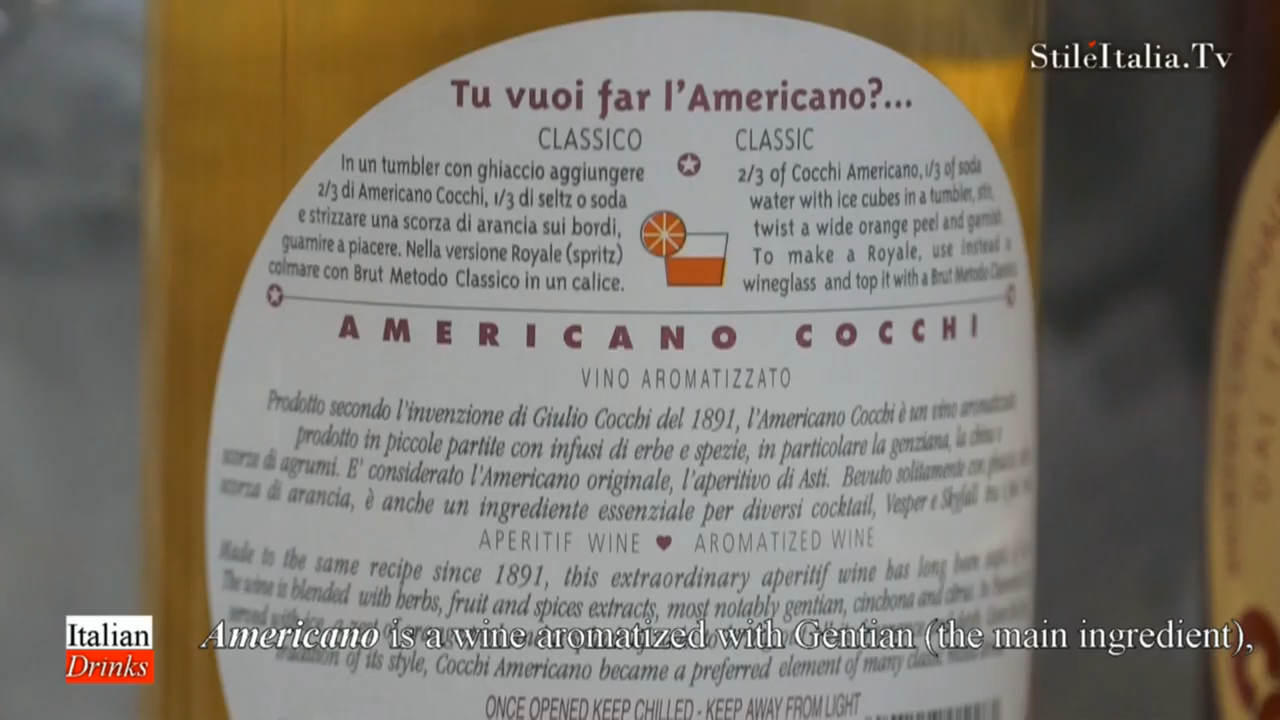 StileItalia.Tv
Tu vuoi far l'Americano?...
CLASSICO
In un tumbler con ghiaccio aggiungere
2/3 di Americano Cocchi, 1/3 di seltz o soda
e strizzare una scorza di arancia sui bordi,
guarnire a piacere. Nella versione Royale (spritz)
colmare con Brut Metodo Classico in un calice.
CLASSIC
2/3 of Cocchi Americano, 1/3 of soda
water with ice cubes in a tumbler, stir,
twist a wide orange peel and garnish.
To make a Royale, use instead a
wineglass and top it with a Brut Metodo Classico
AMERICANO COCCHI
VINO AROMATIZZATO
Prodotto secondo l'invenzione di Giulio Cocchi del 1891, l'Americano Cocchi è un vino aromatizzato
prodotto in piccole partite con infusi di erbe e spezie, in particolare la genziana, la china e
scorze di agrumi. E' considerato l'Americano originale, l'aperitivo di Asti. Bevuto solitamente con
scorza di arancia, è anche un ingrediente essenziale per diversi cocktail, Vesper e Skyfall
APERITIF WINE AROMATIZED WINE
Made to the same recipe since 1891, this extraordinary aperitif wine has long been
The wine is blended with herbs, fruit and spices extracts, most notably gentian, cinchona and citrus.
tradition of its style, Cocchi Americano became a preferred element of many
ONCE OPENED KEEP CHILLED - KEEP AWAY FROM LIGHT
Italian
Drinks
Americano is a wine aromatized with Gentian (the main ingredient),